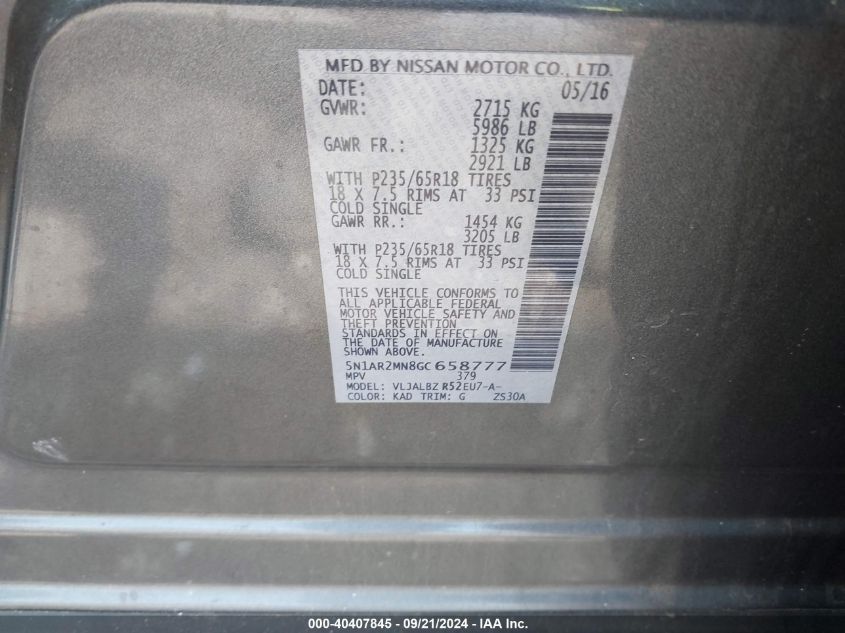 MFD BY NISSAN MOTOR CO., LTD.
DATE: 05/16
GVWR: 2715 KG
5986 LB
GAWR FR.: 1325 KG
2921 LB
WITH P235/65R18 TIRES
18 X 7.5 RIMS AT 33 PSI
COLD SINGLE
GAWR RR.: 1454 KG
3205 LB
WITH P235/65R18 TIRES
18 X 7.5 RIMS AT 33 PSI
COLD SINGLE
THIS VEHICLE CONFORMS TO
ALL APPLICABLE FEDERAL
MOTOR VEHICLE SAFETY AND
THEFT PREVENTION
STANDARDS IN EFFECT ON
THE DATE OF MANUFACTURE
SHOWN ABOVE.
5N1AR2MN8GC658777
MPV 379
MODEL: VLJALBZ R52EU7-A-
COLOR: KAD TRIM: G ZS30A
000-40407845 - 09/21/2024 - IAA Inc.